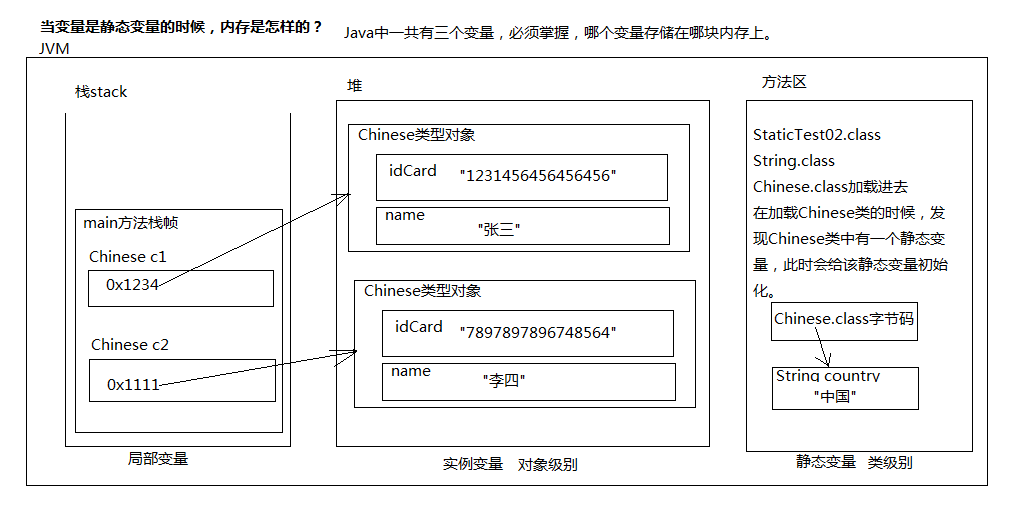 当变量是静态变量的时候，内存是怎样的？
Java中一共有三个变量，必须掌握，哪个变量存储在哪块内存上。
JVM
栈stack
main方法栈帧
Chinese c1
0x1234
Chinese c2
0x1111
局部变量
堆
Chinese类型对象
idCard
"1231456456456456"
name
"张三"
Chinese类型对象
idCard
"7897897896748564"
name
"李四"
实例变量 对象级别
方法区
StaticTest02.class
String.class
Chinese.class加载进去
在加载Chinese类的时候，发
现Chinese类中有一个静态变
量，此时会给该静态变量初始
化。
Chinese.class字节码
String country
"中国"
静态变量 类级别